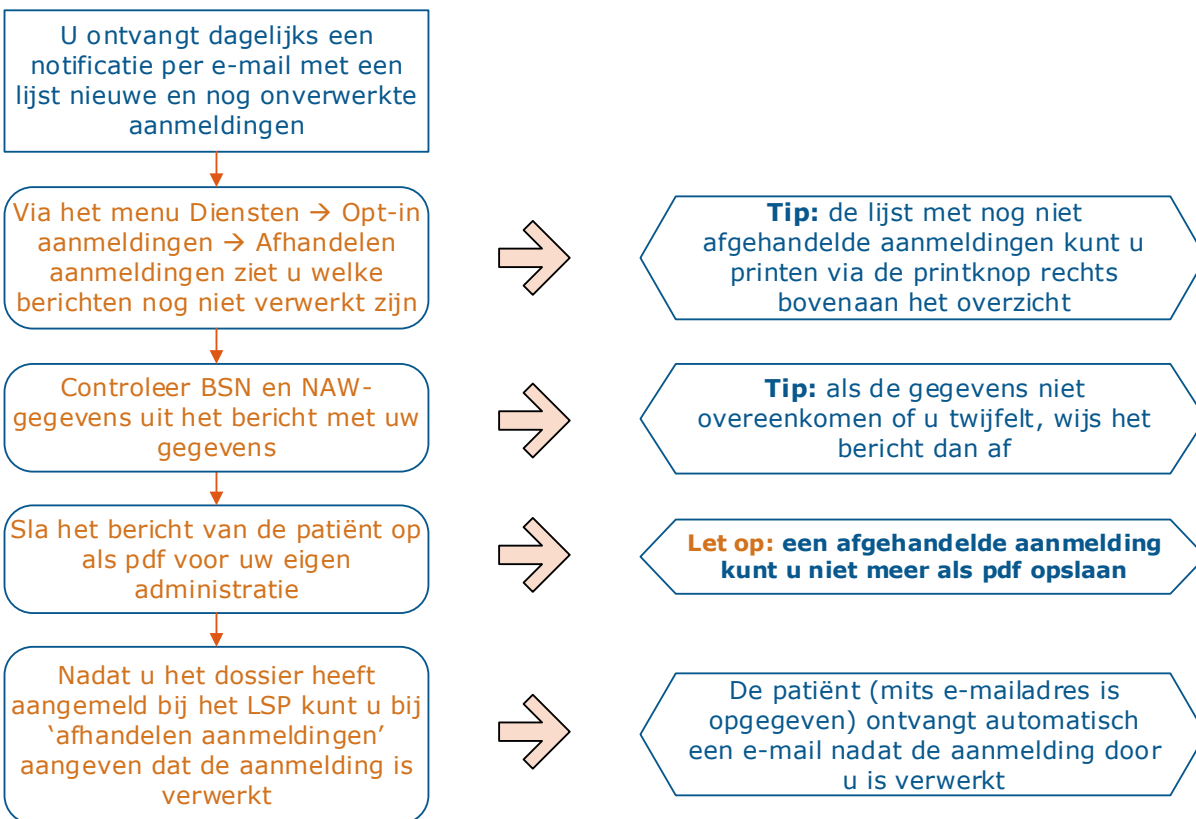 U ontvangt dagelijks een
notificatie per e-mail met een
lijst nieuwe en nog onverwerkte
aanmeldingen
Via het menu Diensten → Opt-in
aanmeldingen → Afhandelen
aanmeldingen ziet u welke
berichten nog niet verwerkt zijn
Tip: de lijst met nog niet
afgehandelde aanmeldingen kunt u
printen via de printknop rechts
bovenaan het overzicht
Controleer BSN en NAW-
gegevens uit het bericht met uw
gegevens
Tip: als de gegevens niet
overeenkomen of u twijfelt, wijs het
bericht dan af
Sla het bericht van de patiënt op
als pdf voor uw eigen
administratie
Let op: een afgehandelde aanmelding
kunt u niet meer als pdf opslaan
Nadat u het dossier heeft
aangemeld bij het LSP kunt u bij
‘afhandelen aanmeldingen’
aangeven dat de aanmelding is
verwerkt
De patiënt (mits e-mailadres is
opgegeven) ontvangt automatisch
een e-mail nadat de aanmelding door
u is verwerkt